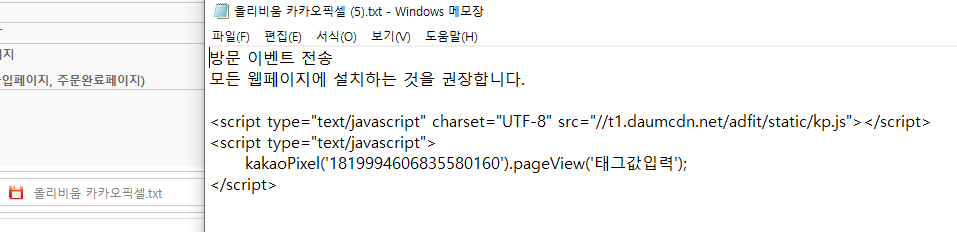 올리비움 카카오픽셀 (5).txt - Windows 메모장
파일(F) 편집(E) 서식(O) 보기(V) 도움말(H)
방문 이벤트 전송
모든 웹페이지에 설치하는 것을 권장합니다.
<script type="text/javascript" charset="UTF-8" src="//t1.daumcdn.net/adfit/static/kp.js"></script>
<script type="text/javascript">
kakaoPixel('1819994606835580160').pageView('태그값입력');
</script>
이지
입페이지, 주문완료페이지)
올리비움 카카오픽셀.txt